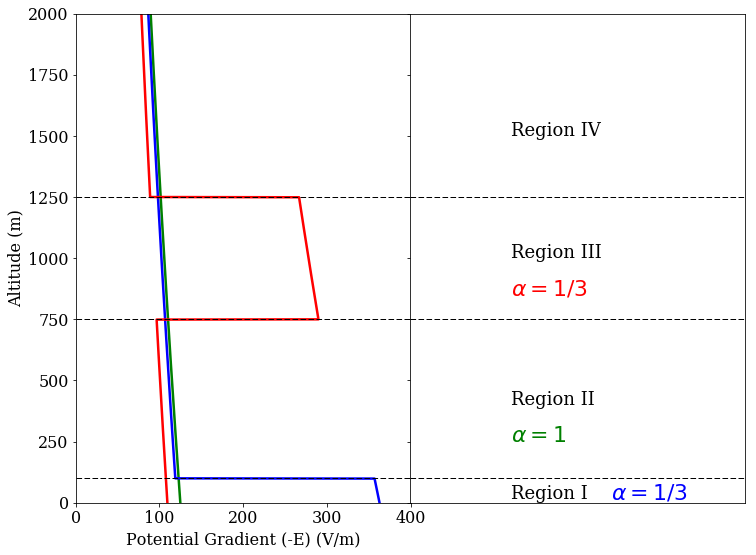 2000
1750
1500
1250
1000
750
500
250
0
Altitude (m)
0 100 200 300 400
Potential Gradient (-E) (V/m)
Region IV
Region III
α = 1/3
Region II
α = 1
Region I α = 1/3